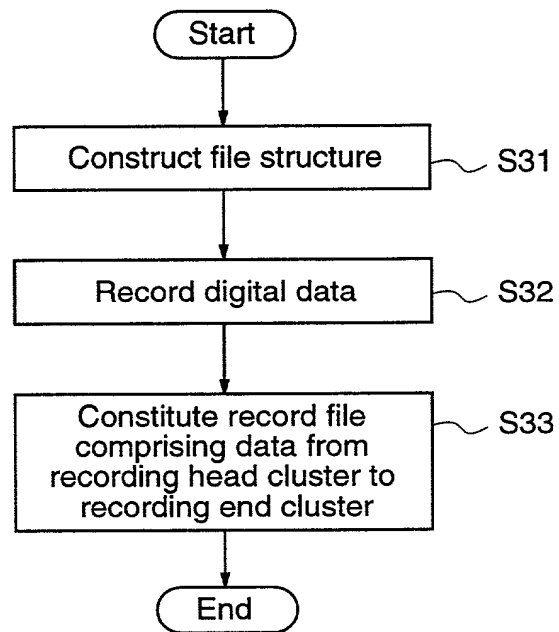 Start
Construct file structure
S31
Record digital data
S32
Constitute record file
comprising data from
recording head cluster to
recording end cluster
S33
End